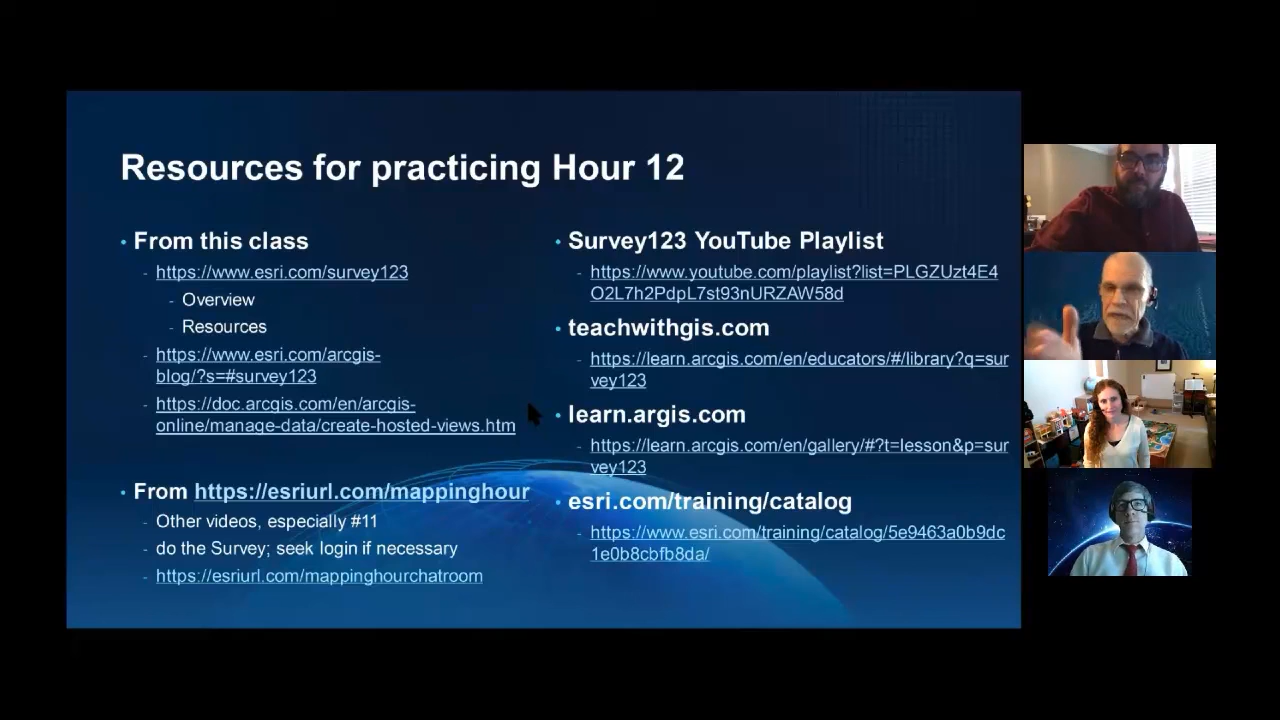 Resources for practicing Hour 12
• From this class
- https://www.esri.com/survey123
- Overview
- Resources
- https://www.esri.com/arcgis-
blog/?s=#survey123
- https://doc.arcgis.com/en/arcgis-
online/manage-data/create-hosted-views.htm
• From https://esriurl.com/mappinghour
- Other videos, especially #11
- do the Survey; seek login if necessary
- https://esriurl.com/mappinghourchatroom
• Survey123 YouTube Playlist
- https://www.youtube.com/playlist?list=PLGZUzt4E4
O2L7h2PdpL7st93nURZAW58d
• teachwithgis.com
- https://learn.arcgis.com/en/educators/#/library?q=sur
vey123
• learn.argis.com
- https://learn.arcgis.com/en/gallery/#?t=lesson&p=sur
vey123
• esri.com/training/catalog
- https://www.esri.com/training/catalog/5e9463a0b9dc
1e0b8cbfb8da/